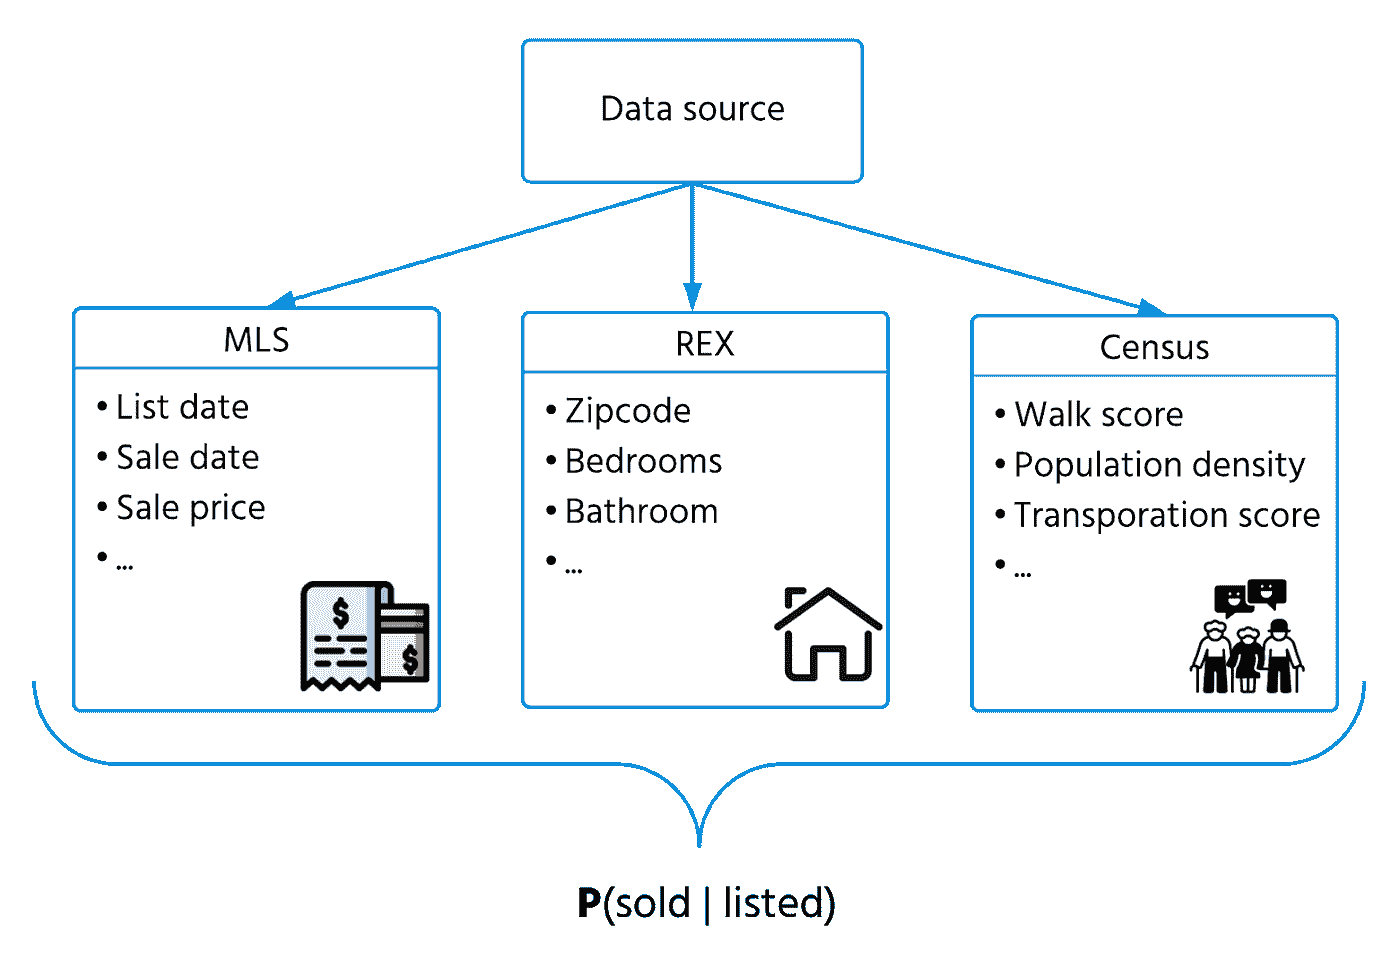 Data source
MLS
• List date
• Sale date
• Sale price
• ...
$
$
REX
• Zipcode
• Bedrooms
• Bathroom
• ...
Census
• Walk score
• Population density
• Transporation score
• ...
P(sold | listed)